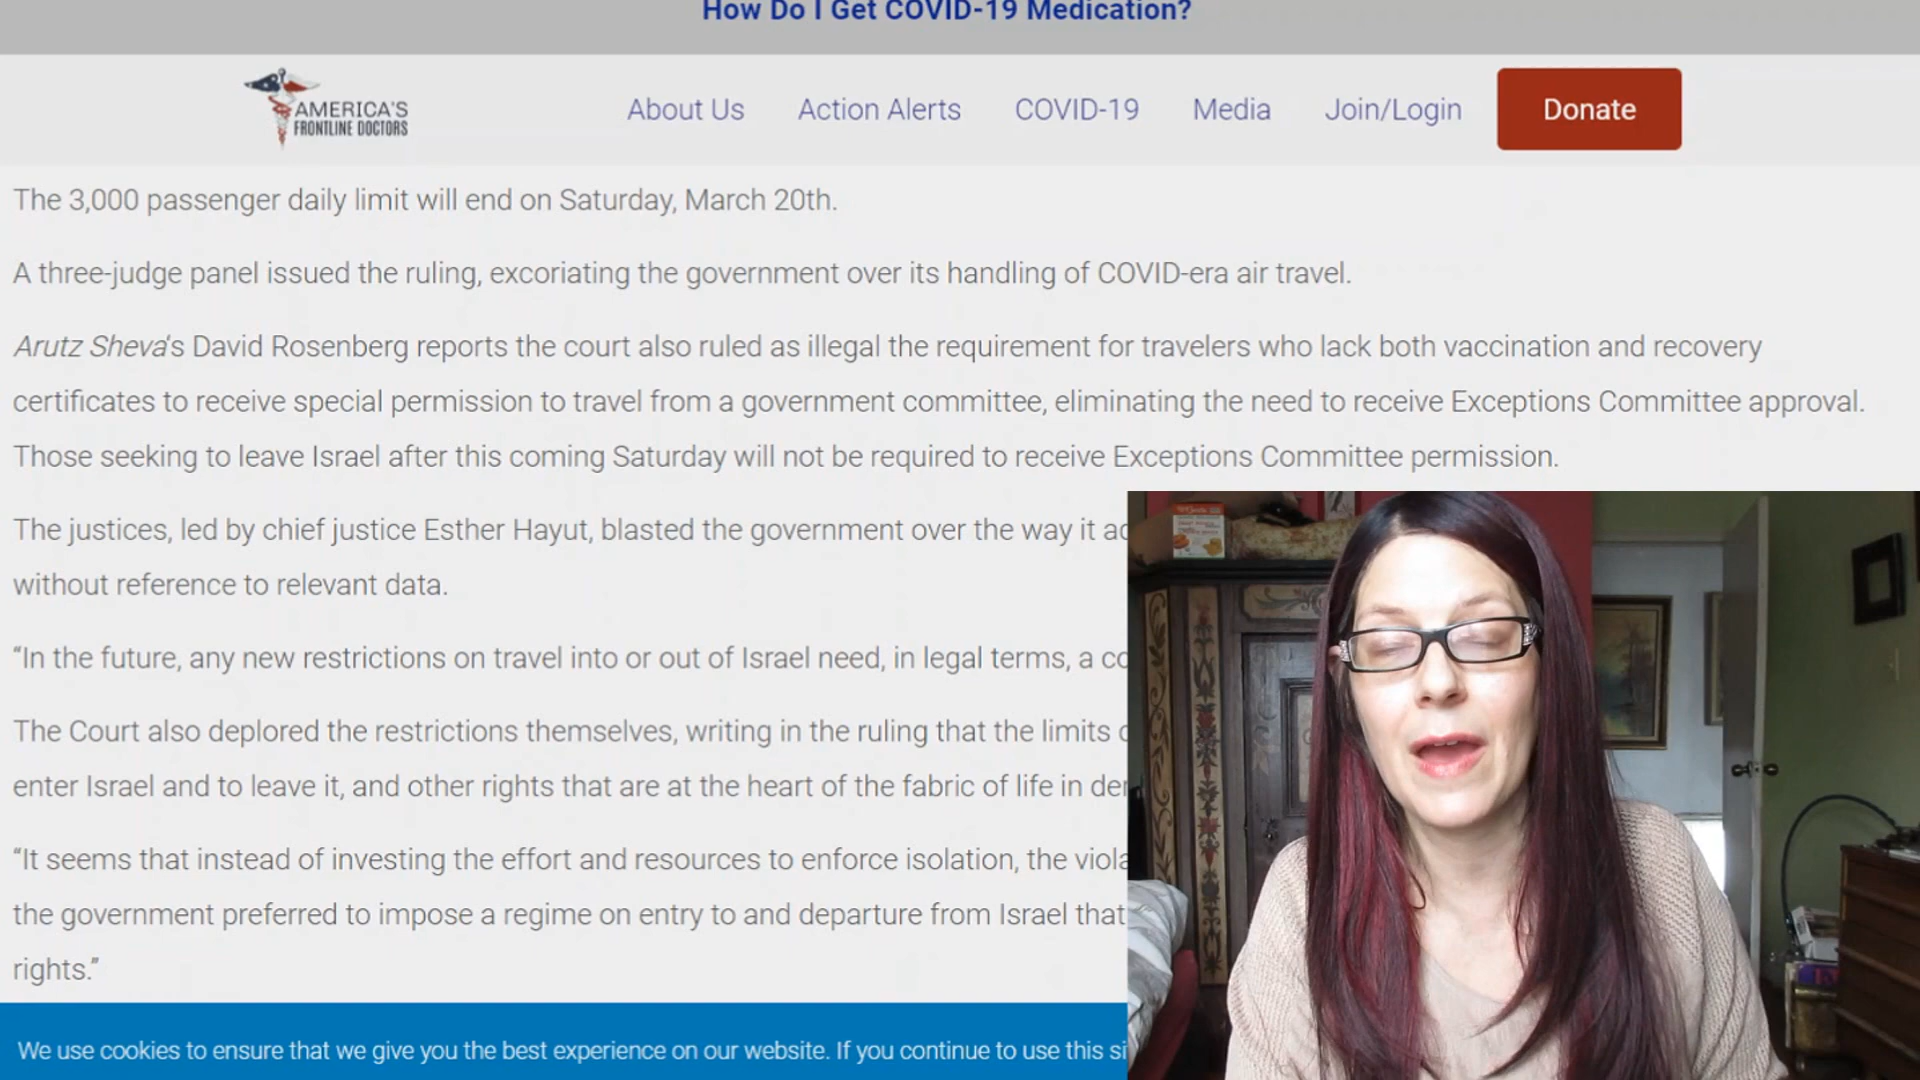 How Do I Get COVID-19 Medication?
AMERICA'S
FRONTLINE DOCTORS
About Us
Action Alerts
COVID-19
Media
Join/Login
Donate
The 3,000 passenger daily limit will end on Saturday, March 20th.
A three-judge panel issued the ruling, excoriating the government over its handling of COVID-era air travel.
Arutz Sheva's David Rosenberg reports the court also ruled as illegal the requirement for travelers who lack both vaccination and recovery
certificates to receive special permission to travel from a government committee, eliminating the need to receive Exceptions Committee approval.
Those seeking to leave Israel after this coming Saturday will not be required to receive Exceptions Committee permission.
The justices, led by chief justice Esther Hayut, blasted the government over the way it
without reference to relevant data.
“In the future, any new restrictions on travel into or out of Israel need, in legal terms, a
The Court also deplored the restrictions themselves, writing in the ruling that the limits
enter Israel and to leave it, and other rights that are at the heart of the fabric of life in
“It seems that instead of investing the effort and resources to enforce isolation, the
the government preferred to impose a regime on entry to and departure from Israel that
rights.”
We use cookies to ensure that we give you the best experience on our website. If you continue to use this